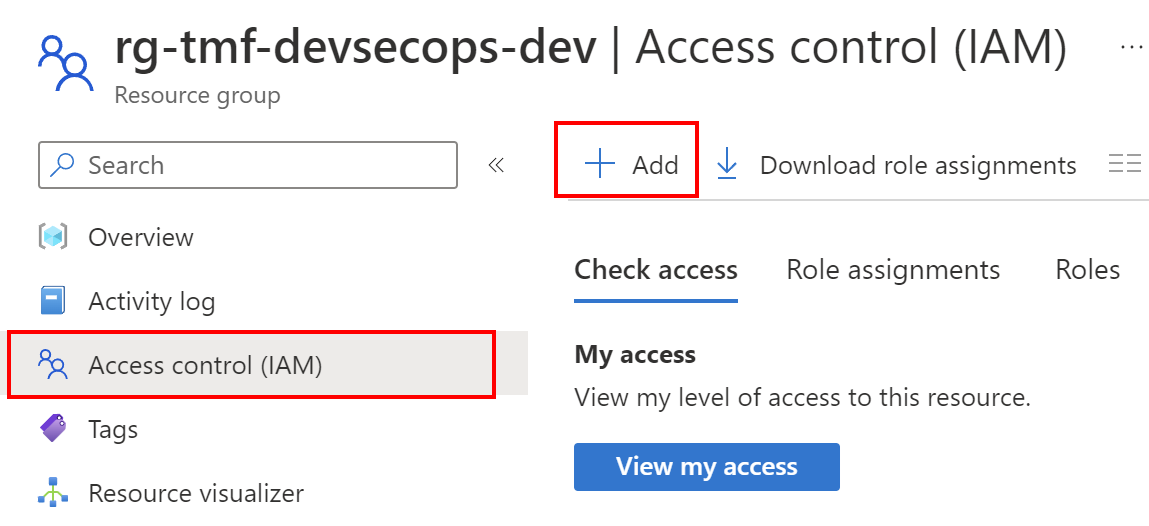 rg-tmf-devsecops-dev | Access control (IAM) ...
Resource group
Search
«
Add
Download role assignments
Overview
Activity log
Access control (IAM)
Tags
Resource visualizer
Check access
Role assignments
Roles
My access
View my level of access to this resource.
View my access